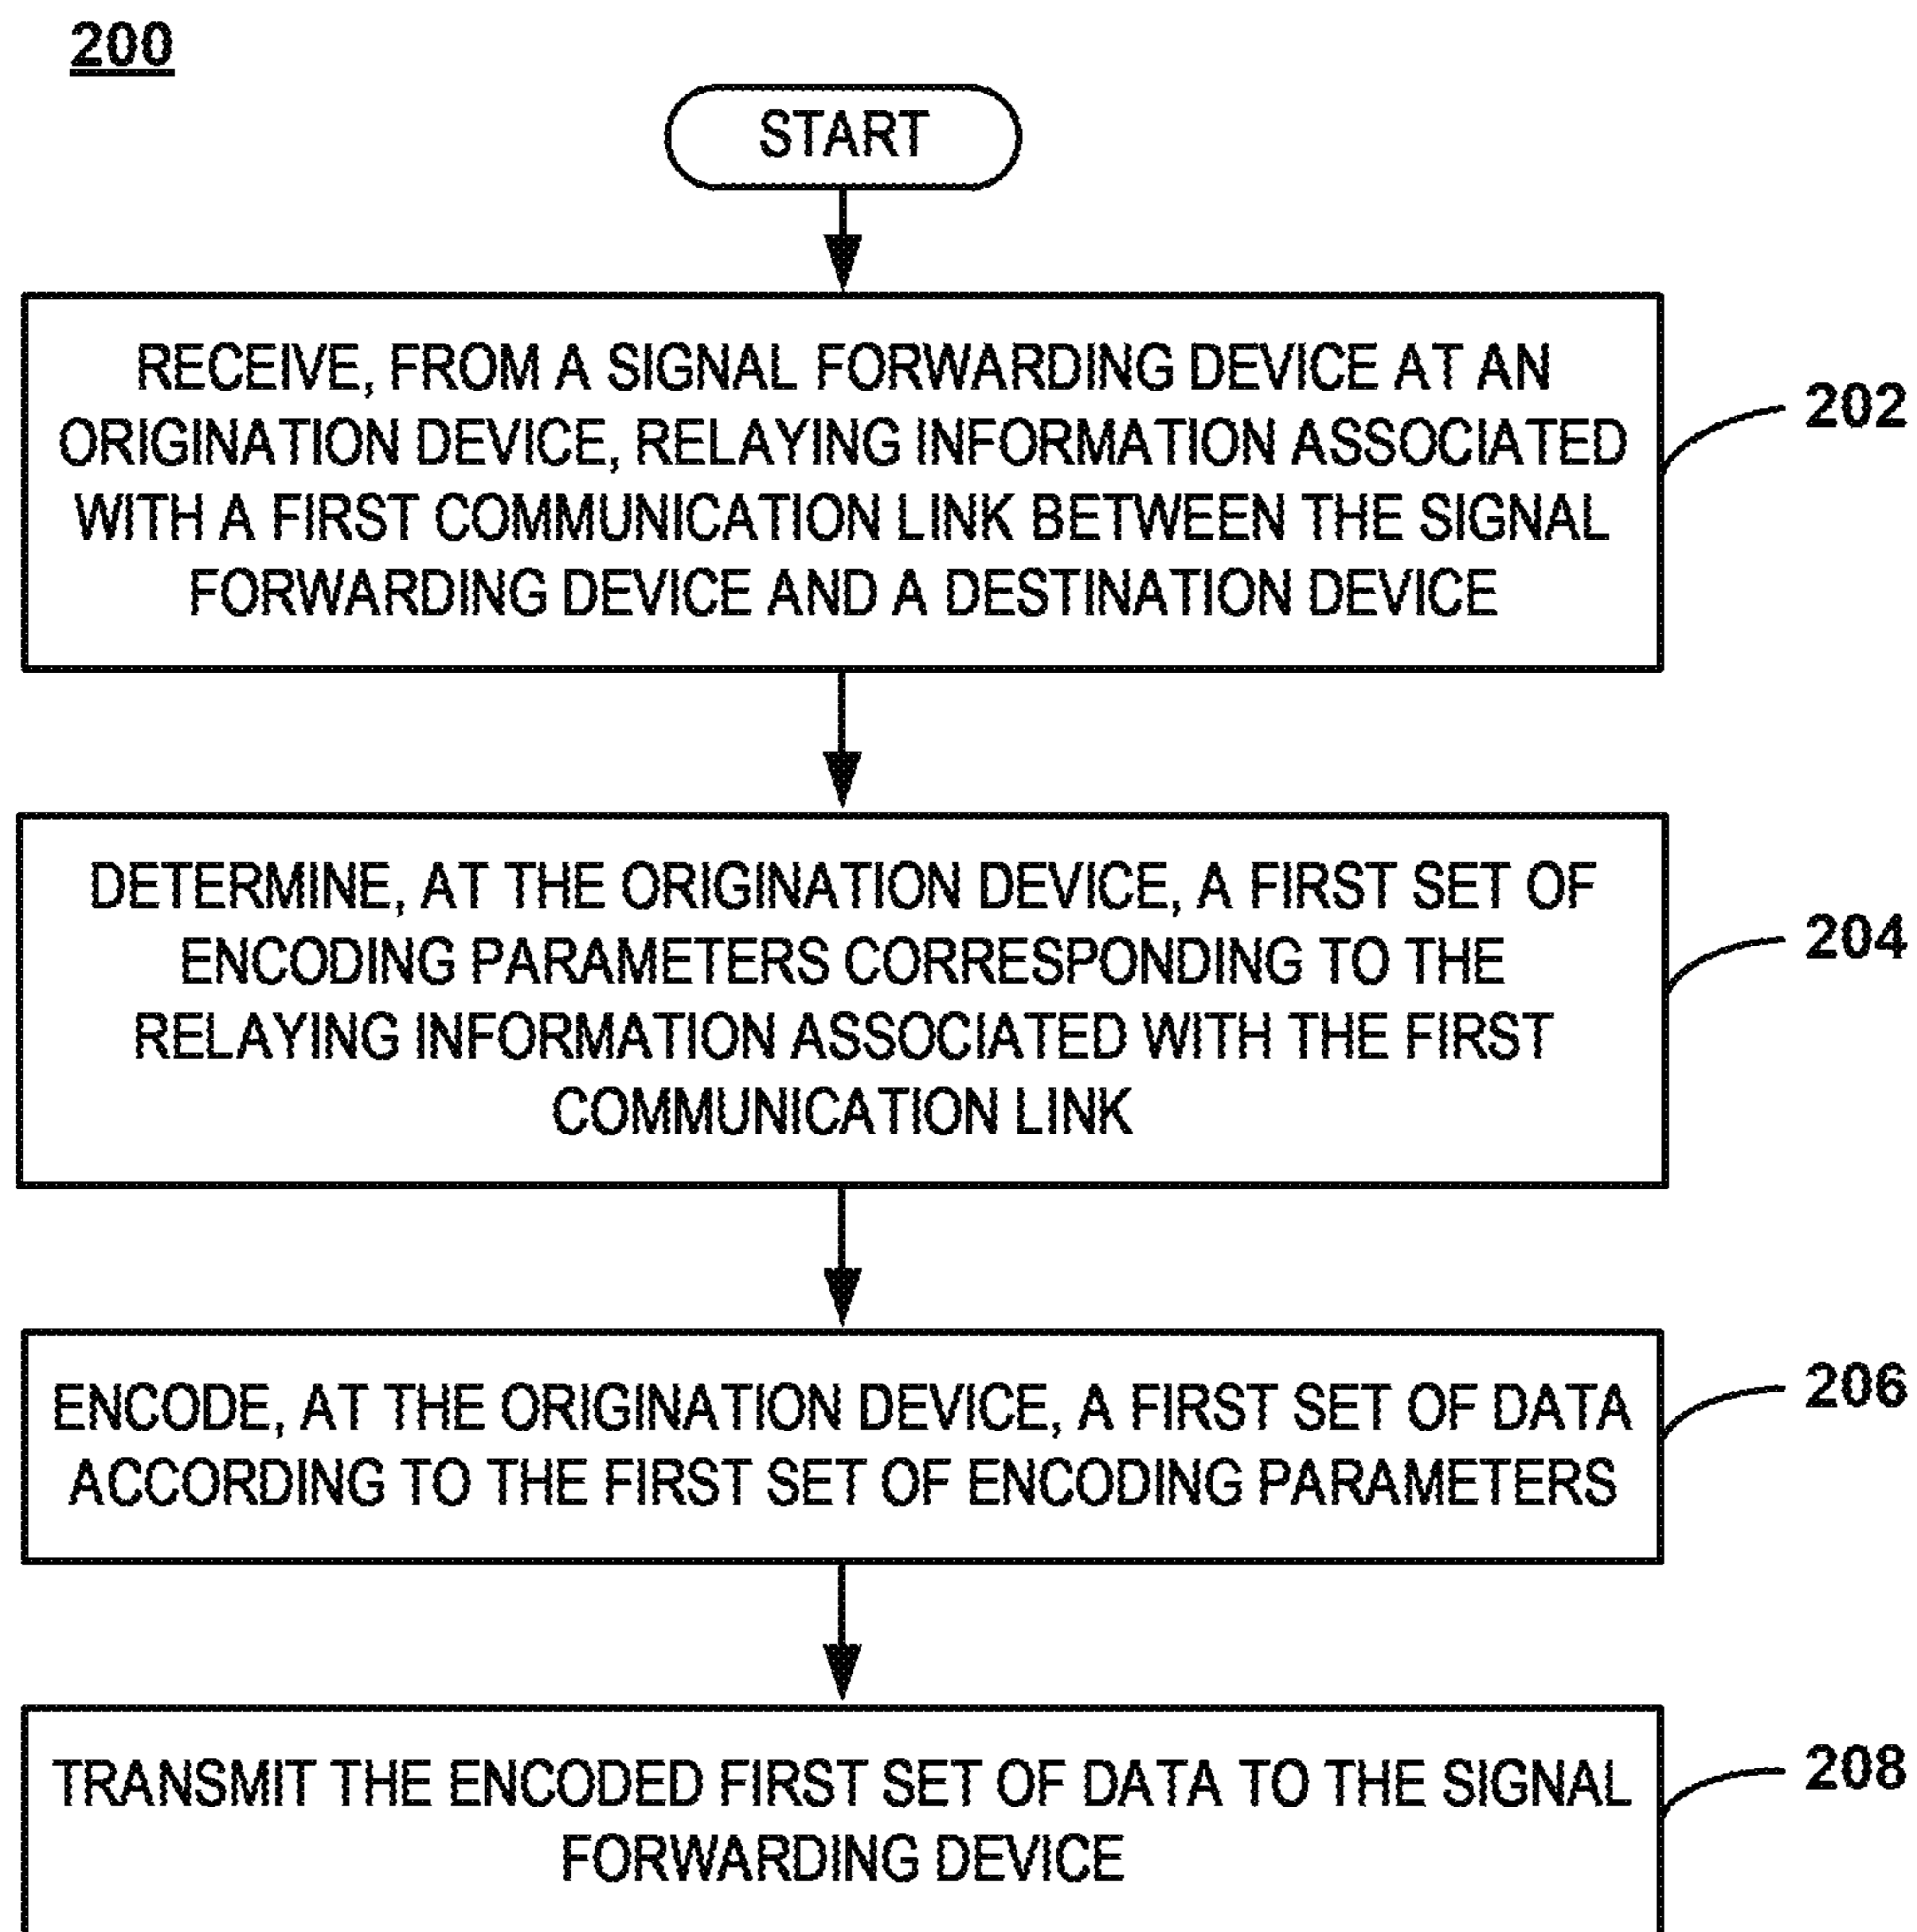 200
START
RECEIVE, FROM A SIGNAL FORWARDING DEVICE AT AN
ORIGINATION DEVICE, RELAYING INFORMATION ASSOCIATED
WITH A FIRST COMMUNICATION LINK BETWEEN THE SIGNAL
FORWARDING DEVICE AND A DESTINATION DEVICE
202
DETERMINE, AT THE ORIGINATION DEVICE, A FIRST SET OF
ENCODING PARAMETERS CORRESPONDING TO THE
RELAYING INFORMATION ASSOCIATED WITH THE FIRST
COMMUNICATION LINK
204
ENCODE, AT THE ORIGINATION DEVICE, A FIRST SET OF DATA
ACCORDING TO THE FIRST SET OF ENCODING PARAMETERS
206
TRANSMIT THE ENCODED FIRST SET OF DATA TO THE SIGNAL
FORWARDING DEVICE
208